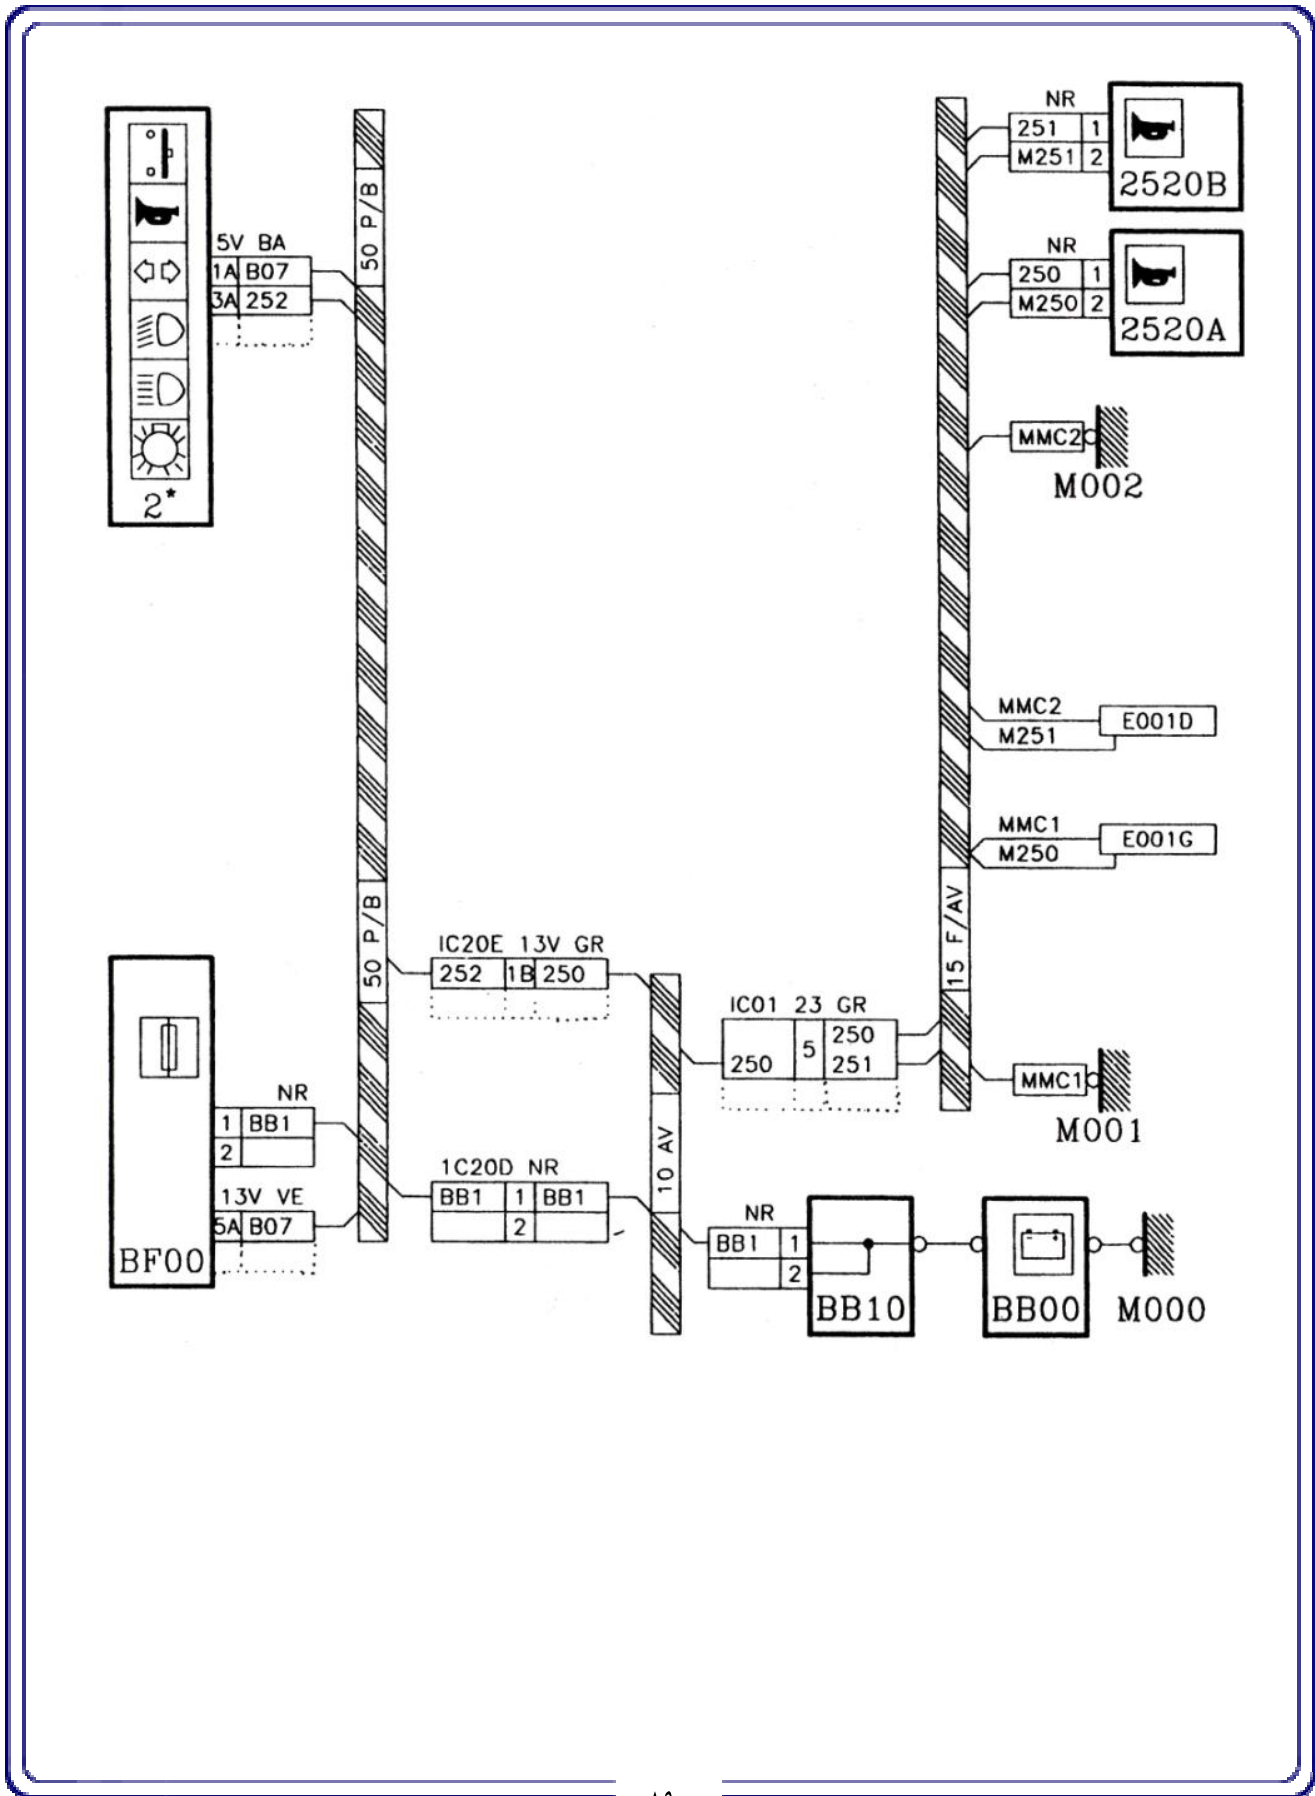 2*
5V BA
1A B07
3A 252
50 P/B
50 P/B
BF00
NR
1 BB1
2
13V VE
5A B07
IC20E 13V GR
252 1B 250
1C20D NR
BB1 1 BB1
2
10 AV
IC01 23 GR
250 5 250
251
NR
BB1 1
2
BB10
BB00
M000
15 F/AV
NR
251 1
M251 2
2520B
NR
250 1
M250 2
2520A
MMC2
M002
MMC2
M251
E001D
MMC1
M250
E001G
MMC1
M001